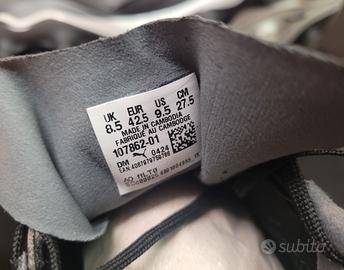 UK EUR US CM
8.5 42.5 9.5 27.5
MADE IN CAMBODIA
FABRIQUE AU CAMBODGE
107862-01
DM 0424
EAN
subito